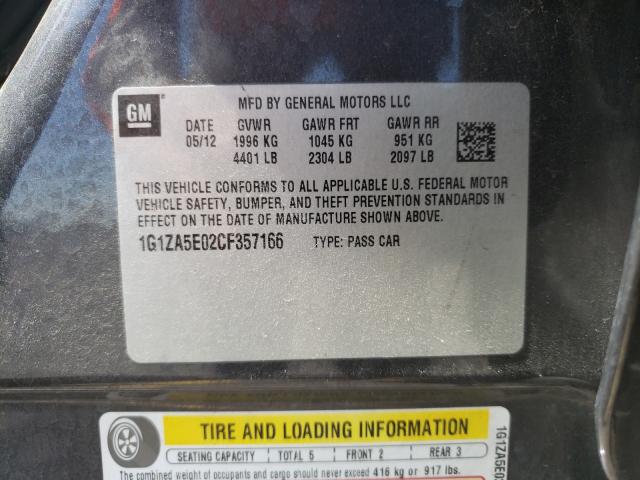 GM
MFD BY GENERAL MOTORS LLC
DATE GVWR GAWR FRT GAWR RR
05/12 1996 KG 1045 KG 951 KG
4401 LB 2304 LB 2097 LB
THIS VEHICLE CONFORMS TO ALL APPLICABLE U.S. FEDERAL MOTOR
VEHICLE SAFETY, BUMPER, AND THEFT PREVENTION STANDARDS IN
EFFECT ON THE DATE OF MANUFACTURE SHOWN ABOVE.
1G1ZA5E02CF357166 TYPE: PASS CAR
TIRE AND LOADING INFORMATION
SEATING CAPACITY TOTAL 5 FRONT 2 REAR 3
The combined weight of occupants and cargo should never exceed 416 kg or 917 lbs.
1G1ZA5E02